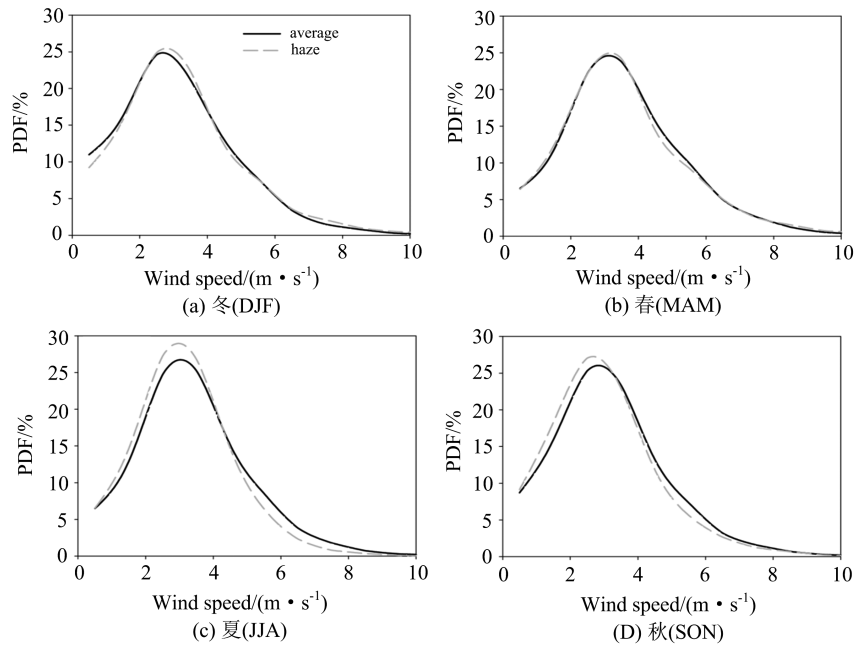 30
25
20
15
10
5
0
PDF/%
average
haze
0 2 4 6 8 10
Wind speed/(m·s⁻¹)
(a) 冬(DJF)
30
25
20
15
10
5
0
PDF/%
0 2 4 6 8 10
Wind speed/(m·s⁻¹)
(b) 春(MAM)
30
25
20
15
10
5
0
PDF/%
0 2 4 6 8 10
Wind speed/(m·s⁻¹)
(c) 夏(JJA)
30
25
20
15
10
5
0
PDF/%
0 2 4 6 8 10
Wind speed/(m·s⁻¹)
(D) 秋(SON)